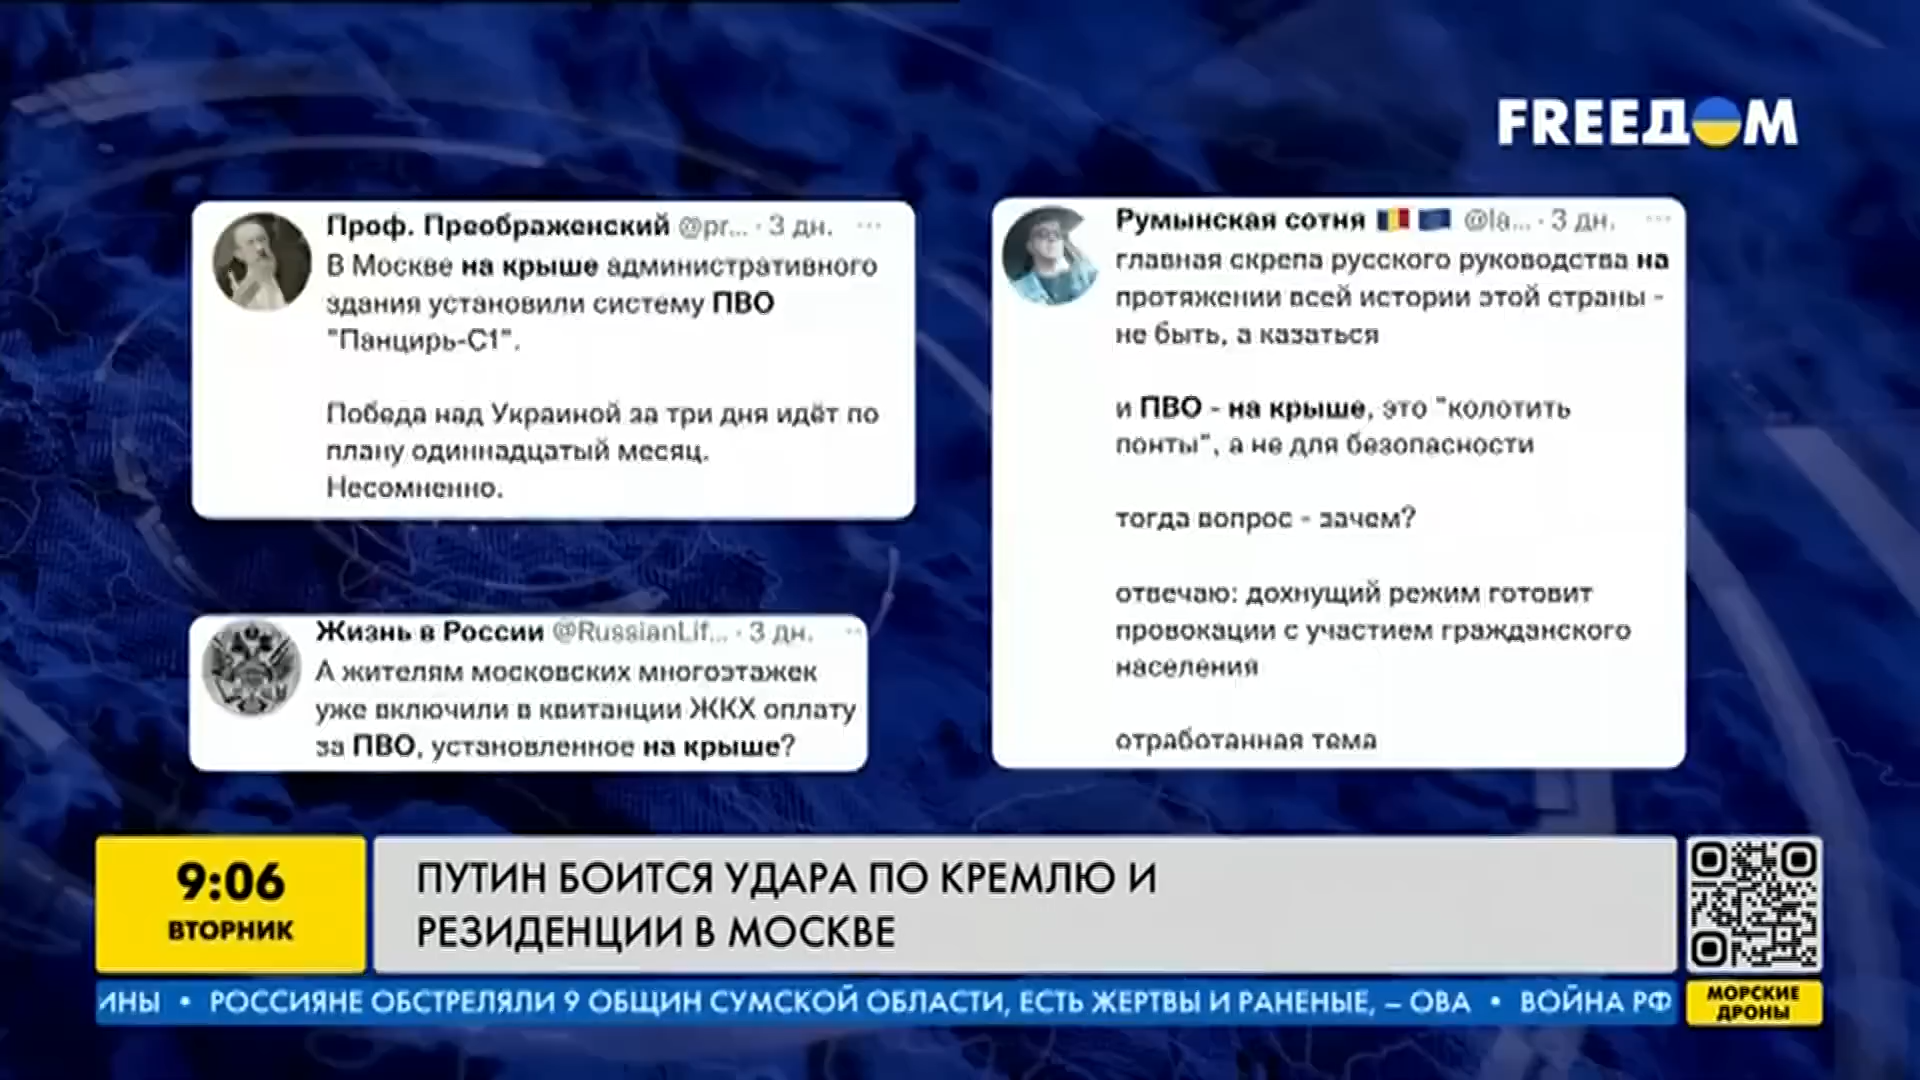 FREEДOM
Проф. Преображенский @pr... · 3 дн.
В Москве на крыше административного
здания установили систему ПВО
"Панцирь-С1".
Победа над Украиной за три дня идёт по
плану одиннадцатый месяц.
Несомненно.
Жизнь в России @RussianLif... · 3 дн.
А жителям московских многоэтажек
уже включили в квитанции ЖКХ оплату
за ПВО, установленное на крыше?
Румынская сотня 🇷🇴 🇪🇺 @la... · 3 дн.
главная скрепа русского руководства на
протяжении всей истории этой страны -
не быть, а казаться
и ПВО - на крыше, это "колотить
понты", а не для безопасности
тогда вопрос - зачем?
отвечаю: дохнущий режим готовит
провокации с участием гражданского
населения
отработанная тема
9:06
ВТОРНИК
ПУТИН БОИТСЯ УДАРА ПО КРЕМЛЮ И
РЕЗИДЕНЦИИ В МОСКВЕ
ИНЫ • РОССИЯНЕ ОБСТРЕЛЯЛИ 9 ОБЩИН СУМСКОЙ ОБЛАСТИ, ЕСТЬ ЖЕРТВЫ И РАНЕНЫЕ, – ОВА • ВОЙНА РФ
МОРСКИЕ
ДРОНЫ